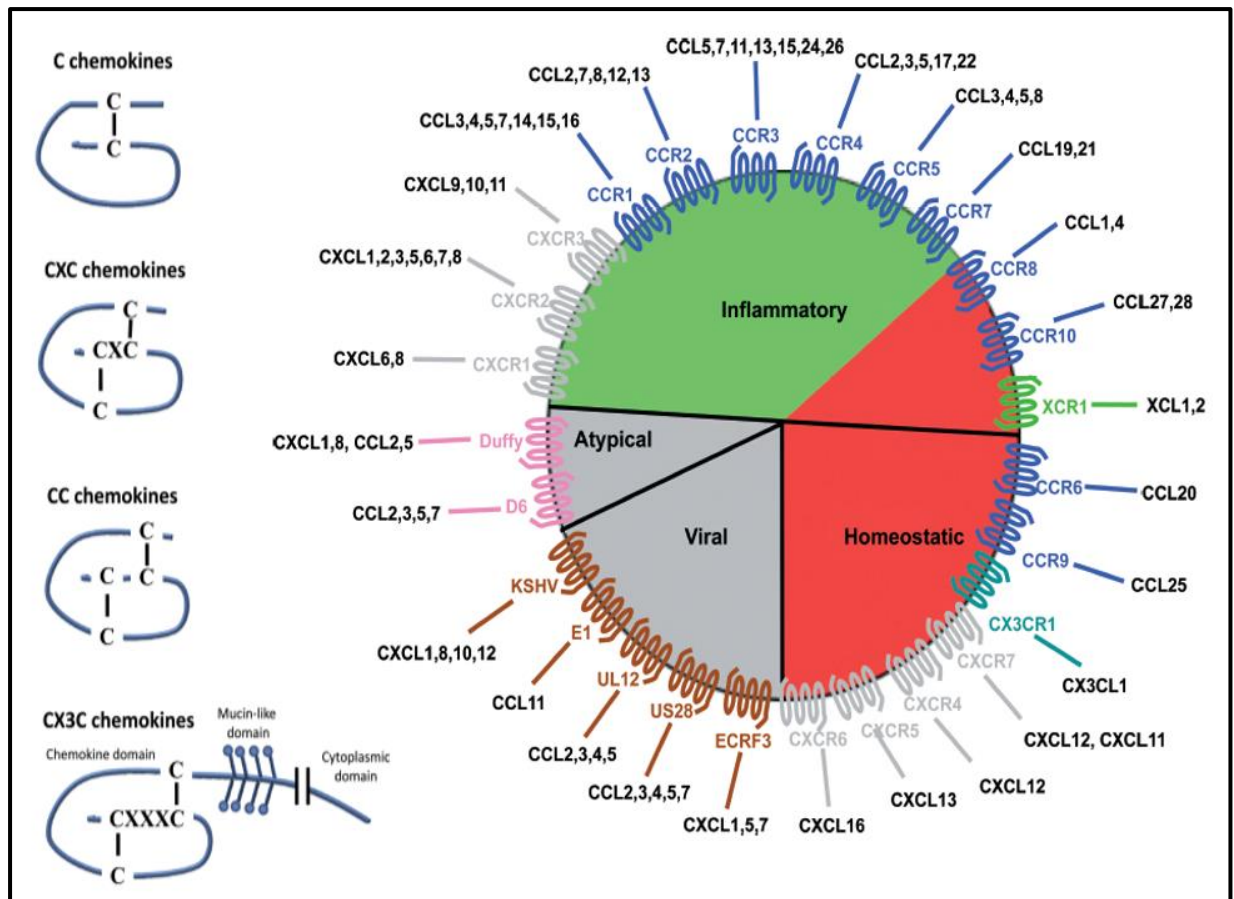 C chemokines
C
C
CXC chemokines
C
CXC
C
CC chemokines
C
C - C
C
CX3C chemokines
Mucin-like
domain
Chemokine domain
Cytoplasmic
domain
C
CXXXC
C
CCL5,7,11,13,15,24,26
CCL2,7,8,12,13
CCL2,3,5,17,22
CCL3,4,5,7,14,15,16
CCL3,4,5,8
CXCL9,10,11
CCL19,21
CXCL1,2,3,5,6,7,8
CCL1,4
CXCL6,8
CCL27,28
CXCL1,8, CCL2,5
XCL1,2
CCL2,3,5,7
CCL20
CXCL1,8,10,12
CCL25
CCL11
CX3CL1
CCL2,3,4,5
CXCL12, CXCL11
CCL2,3,4,5,7
CXCL12
CXCL1,5,7
CXCL13
CXCL16
CCR3
CCR4
CCR2
CCR5
CCR1
CCR7
CXCR3
CCR8
CXCR2
CCR10
CXCR1
XCR1
Duffy
CCR6
D6
CCR9
KSHV
CX3CR1
E1
CXCR7
UL12
CXCR4
US28
CXCR5
ECRF3
CXCR6
Inflammatory
Atypical
Viral
Homeostatic